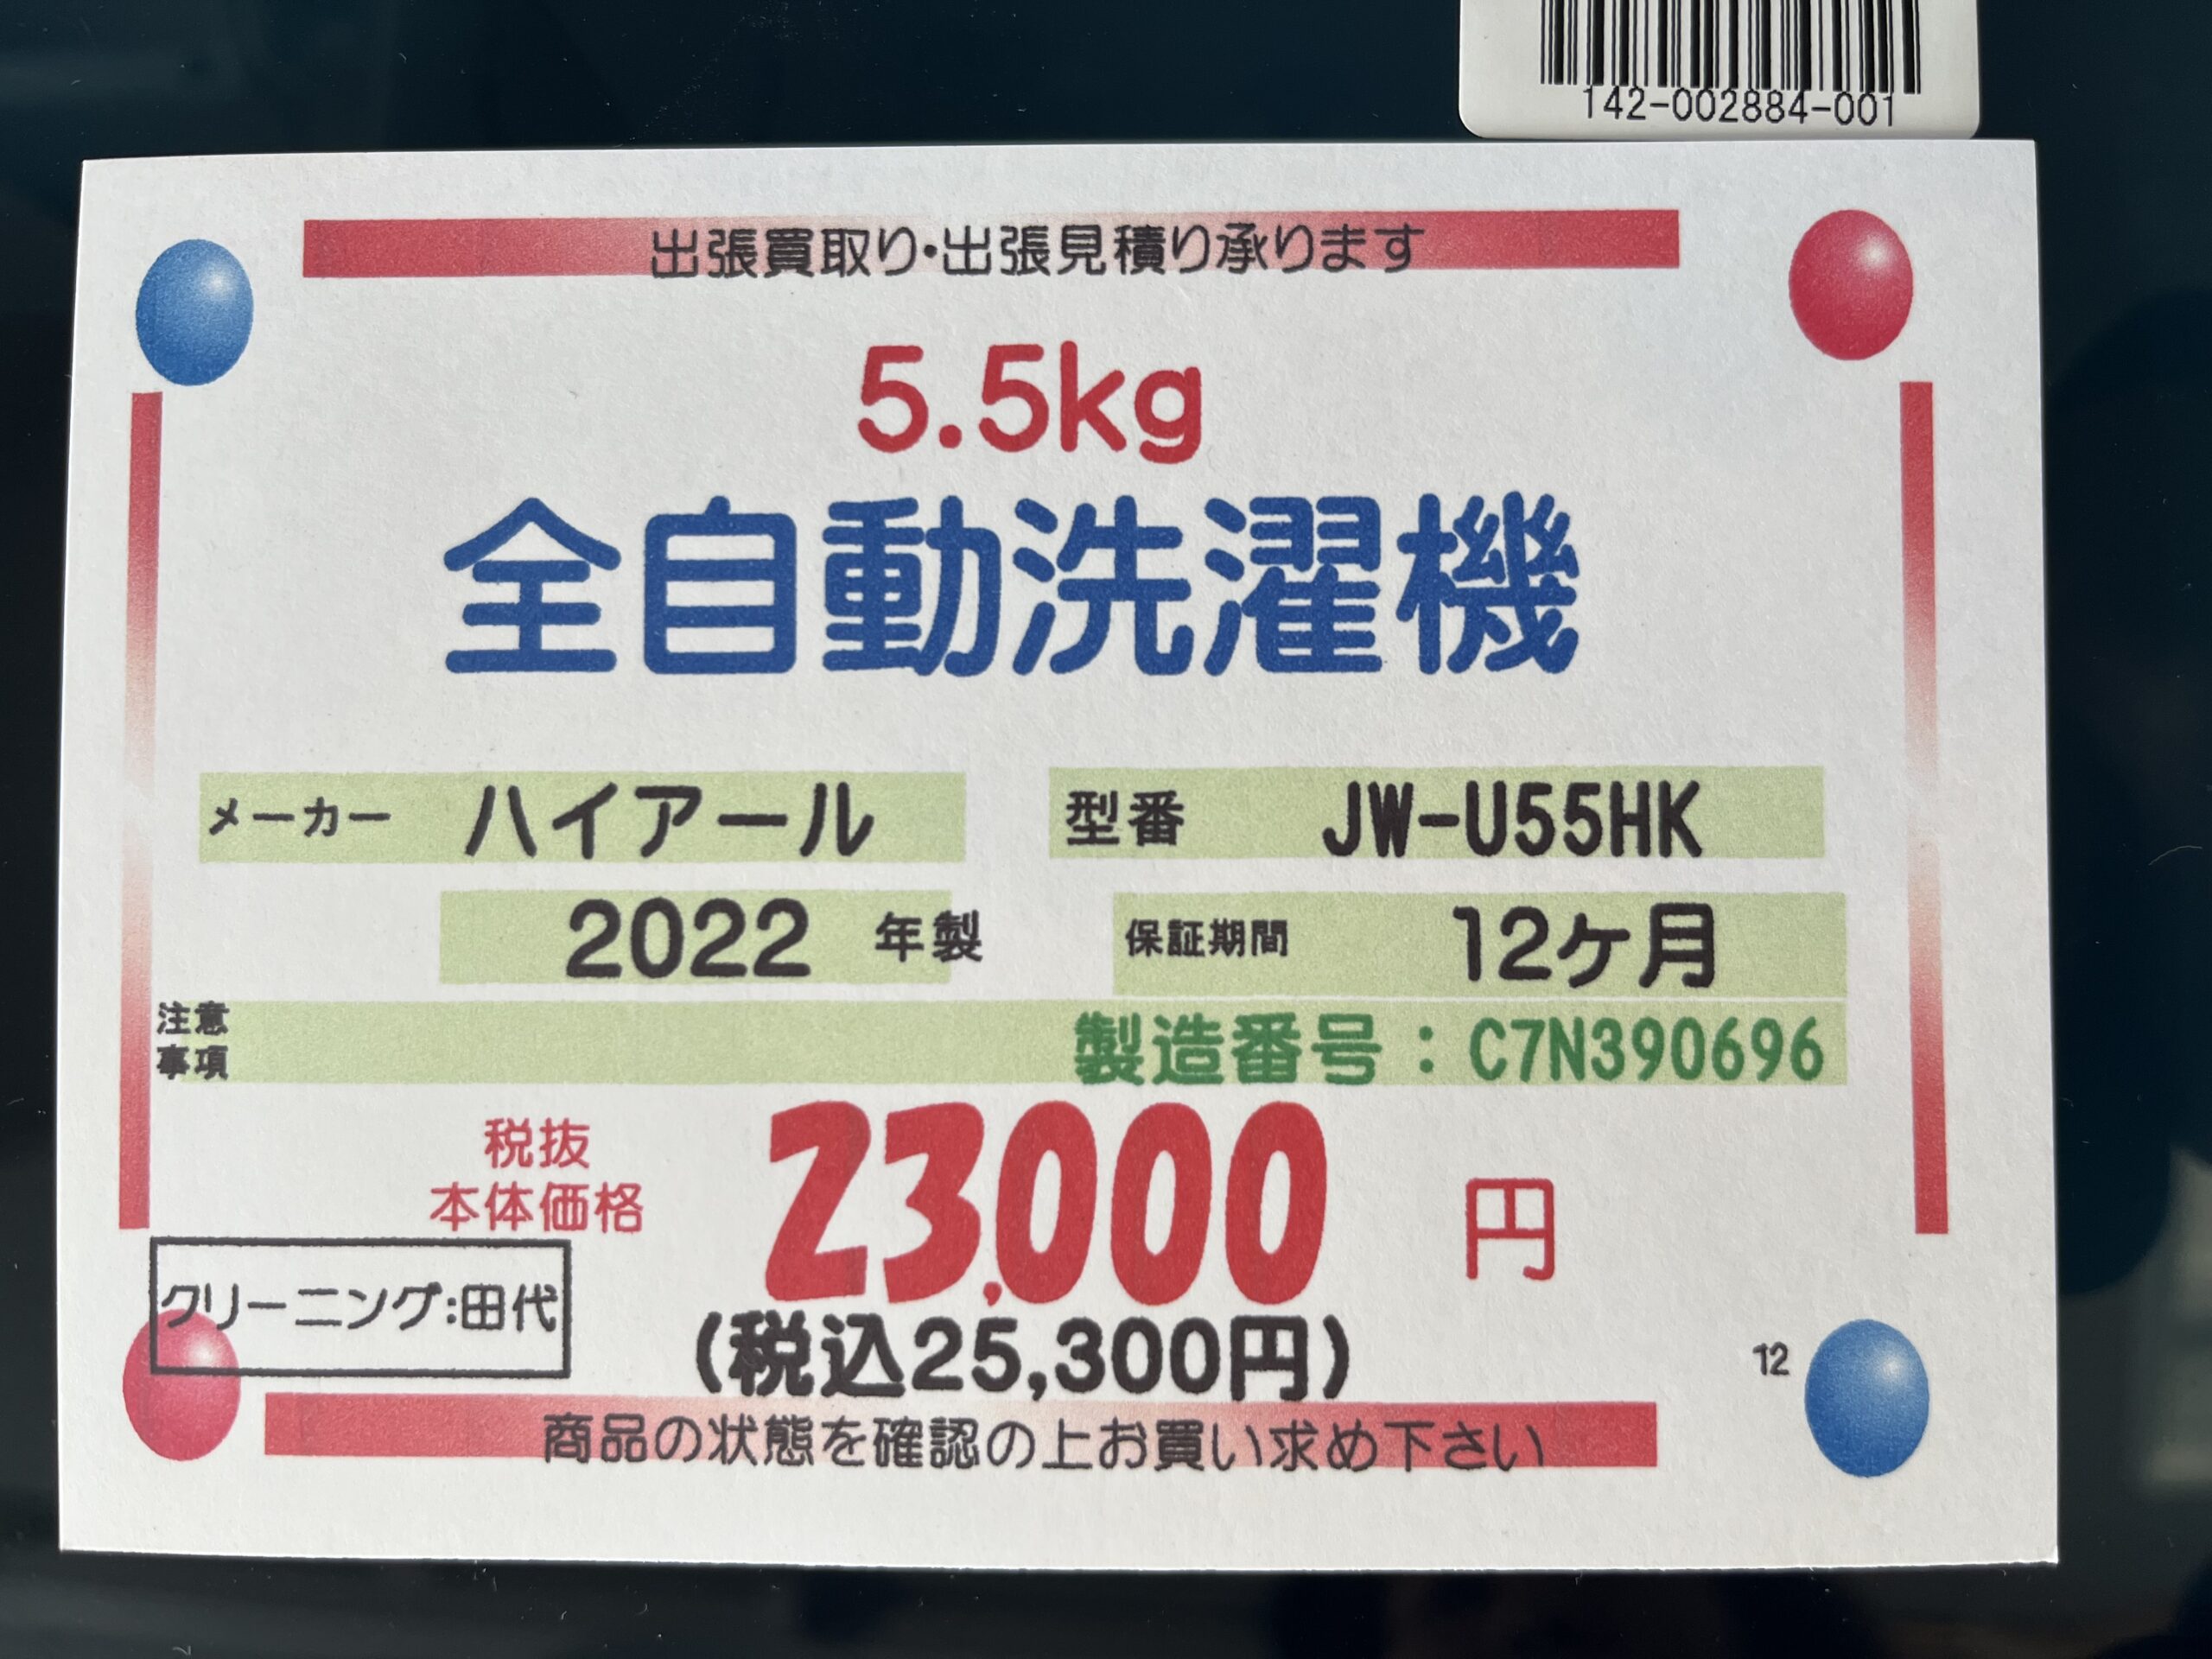 142-002884-001
出張買取り・出張見積り承ります
5.5kg
全自動洗濯機
メーカー ハイアール 型番 JW-U55HK
2022 年製 保証期間 12ケ月
注意
事項
製造番号：C7N390696
税抜
本体価格
23,000 円
クリーニング:田代
(税込25,300円)
12
商品の状態を確認の上お買い求め下さい